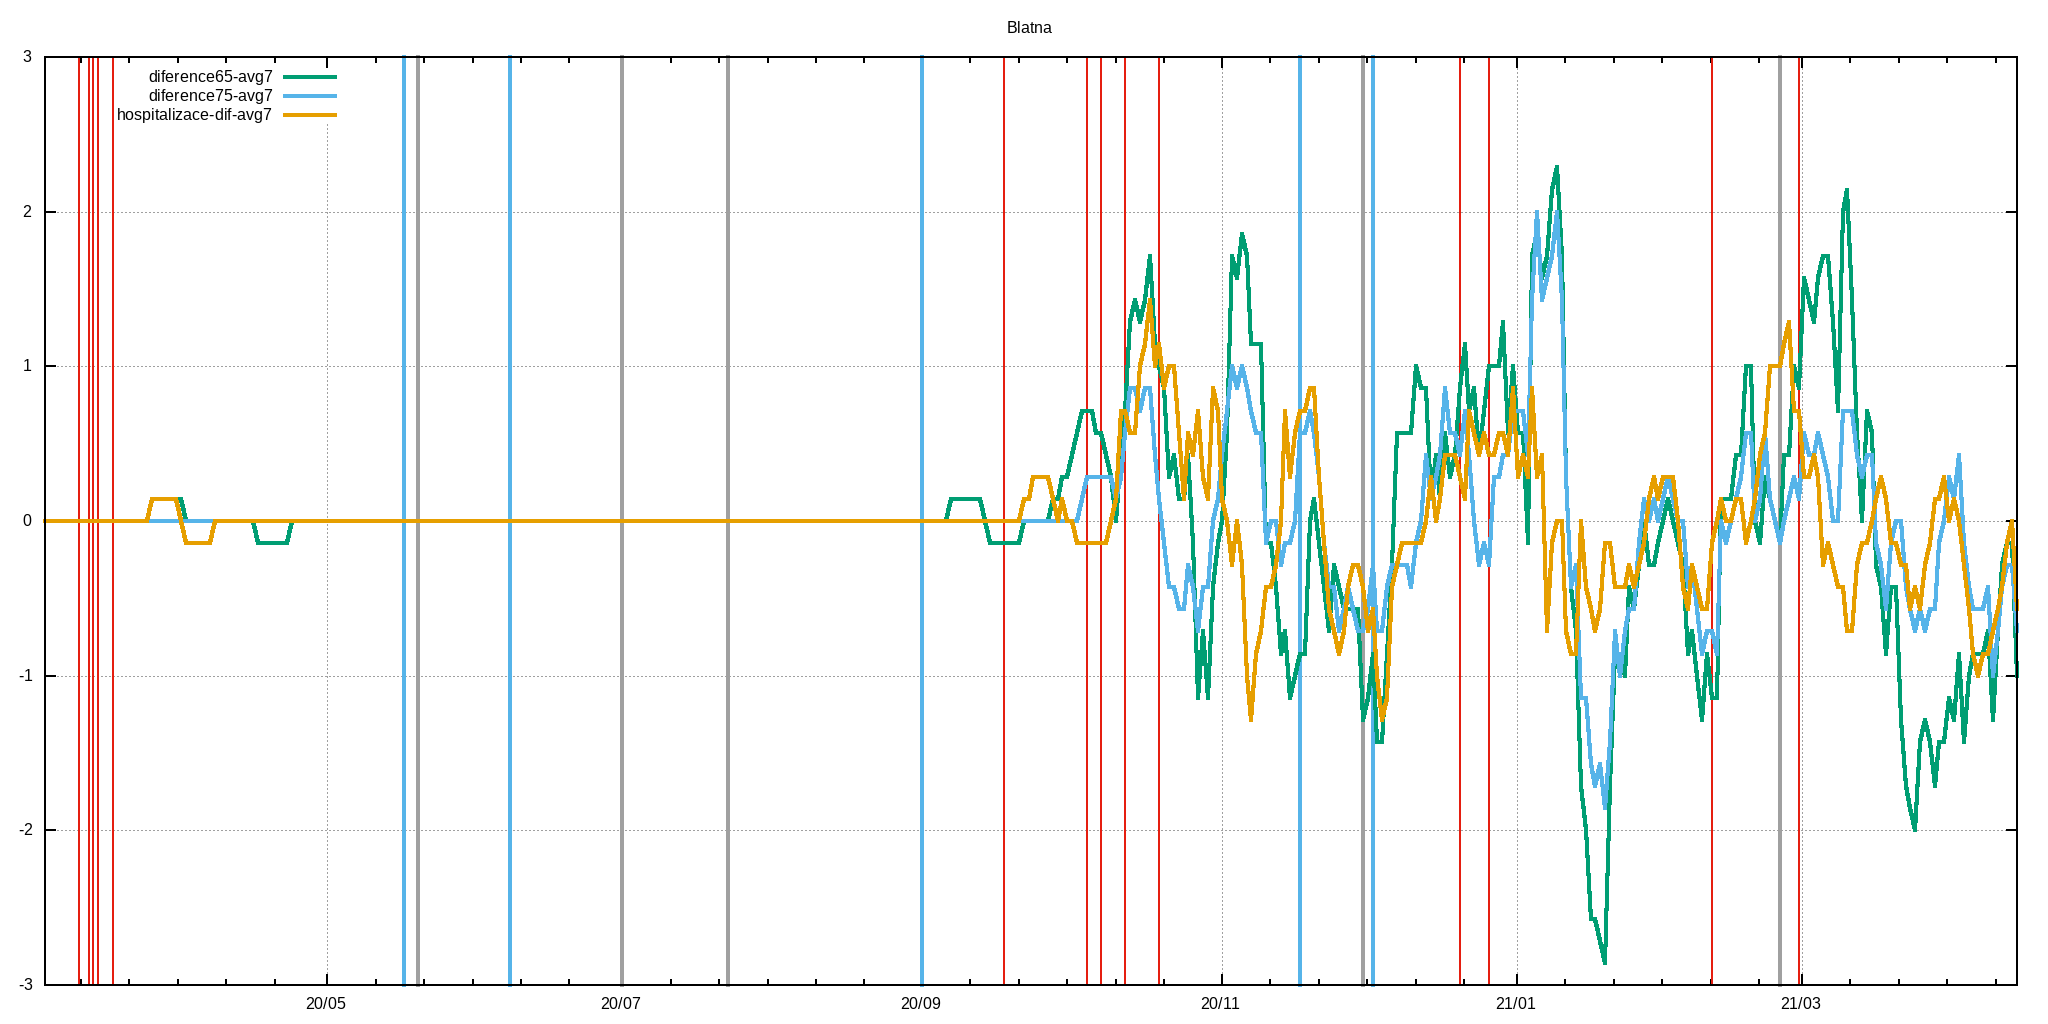 Blatna
3
diference65-avg7
diference75-avg7
hospitalizace-dif-avg7
2
1
0
-1
-2
-3
20/05 20/07 20/09 20/11 21/01 21/03